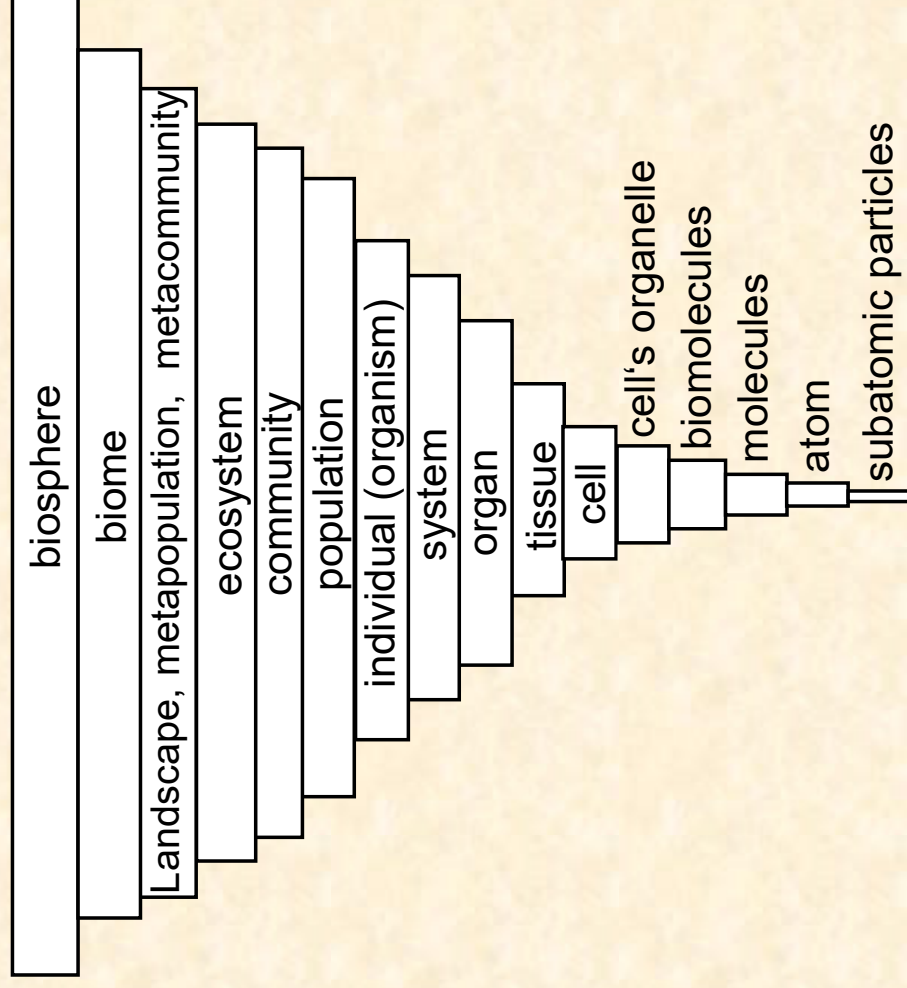 biosphere
biome
Landscape, metapopulation, metacommunity
ecosystem
community
population
individual (organism)
system
organ
tissue
cell
cell‘s organelle
biomolecules
molecules
atom
subatomic particles